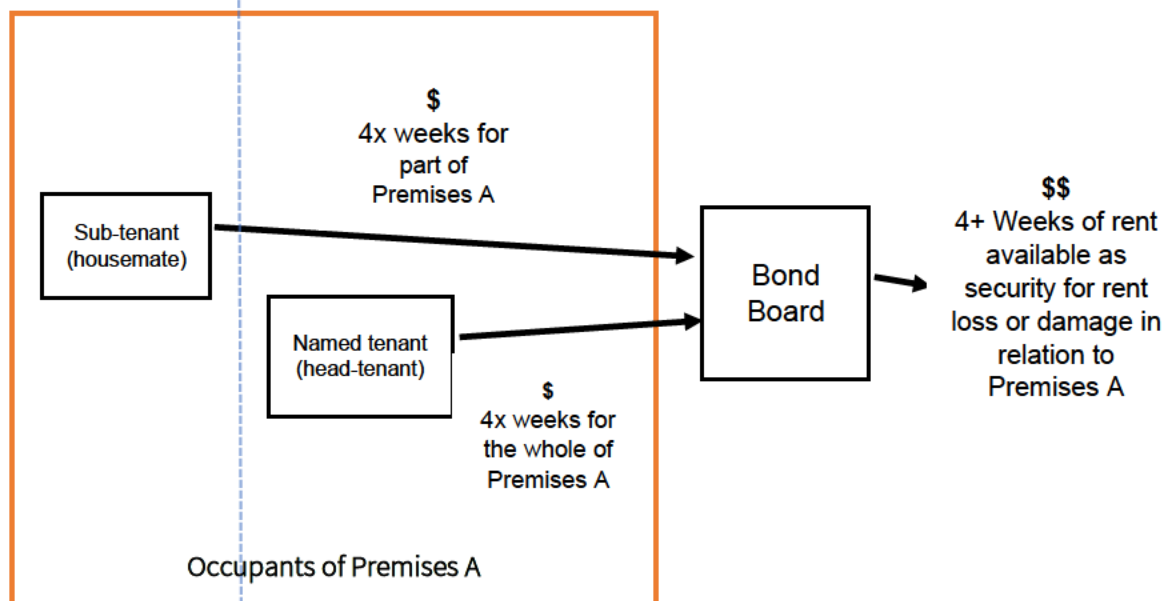 $
4x weeks for
part of
Premises A
Sub-tenant
(housemate)
Named tenant
(head-tenant)
$
4x weeks for
the whole of
Premises A
Bond
Board
$$
4+ Weeks of rent
available as
security for rent
loss or damage in
relation to
Premises A
Occupants of Premises A